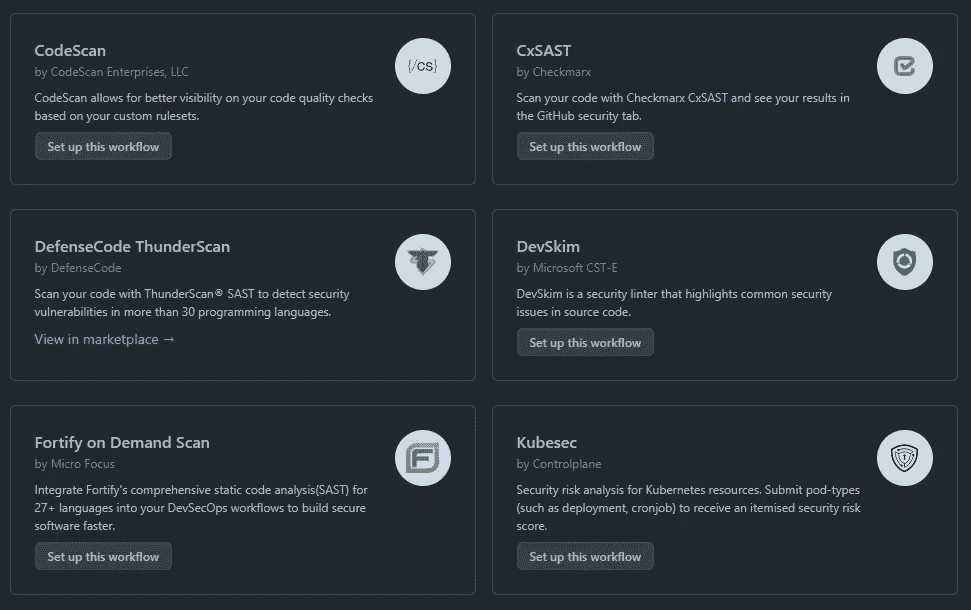 CodeScan
by CodeScan Enterprises, LLC
CodeScan allows for better visibility on your code quality checks
based on your custom rulesets.
Set up this workflow
{/cs}
CxSAST
by Checkmarx
Scan your code with Checkmarx CxSAST and see your results in
the GitHub security tab.
Set up this workflow
DefenseCode ThunderScan
by DefenseCode
Scan your code with ThunderScan® SAST to detect security
vulnerabilities in more than 30 programming languages.
View in marketplace →
DevSkim
by Microsoft CST-E
DevSkim is a security linter that highlights common security
issues in source code.
Set up this workflow
Fortify on Demand Scan
by Micro Focus
Integrate Fortify's comprehensive static code analysis(SAST) for
27+ languages into your DevSecOps workflows to build secure
software faster.
Set up this workflow
F
Kubesec
by Controlplane
Security risk analysis for Kubernetes resources. Submit pod-types
(such as deployment, cronjob) to receive an itemised security risk
score.
Set up this workflow